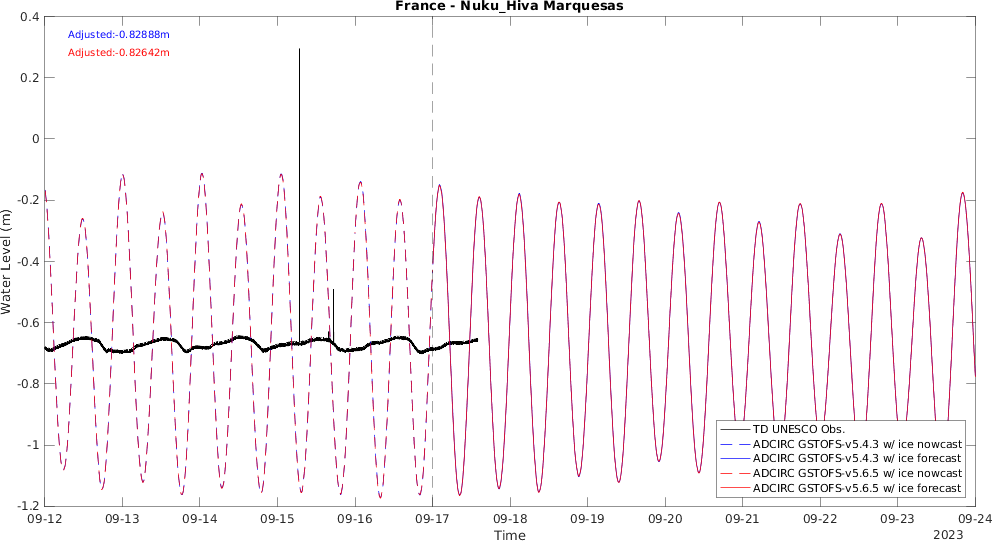 France - Nuku_Hiva Marquesas
Adjusted:-0.82888m
Adjusted:-0.82642m
0.4
0.2
0
-0.2
-0.4
-0.6
-0.8
-1
-1.2
Water Level (m)
TD UNESCO Obs.
ADCIRC GSTOFS-v5.4.3 w/ ice nowcast
ADCIRC GSTOFS-v5.4.3 w/ ice forecast
ADCIRC GSTOFS-v5.6.5 w/ ice nowcast
ADCIRC GSTOFS-v5.6.5 w/ ice forecast
09-12 09-13 09-14 09-15 09-16 09-17 09-18 09-19 09-20 09-21 09-22 09-23 09-24
Time
2023